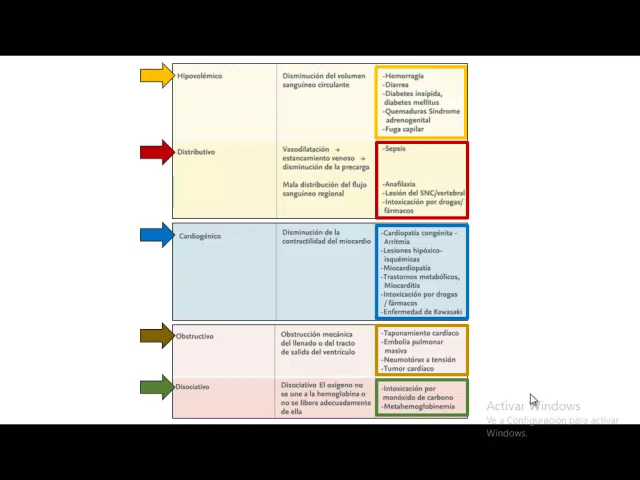 Hipovolémico
Disminución del volumen
sanguíneo circulante
-Hemorragia
-Diarrea
-Diabetes insípida,
diabetes mellitus
-Quemaduras Síndrome
adrenogenital
-Fuga capilar
Distributivo
Vasodilatación →
estancamiento venoso →
disminución de la precarga
Mala distribución del flujo
sanguíneo regional
-Sepsis
-Anafilaxia
-Lesión del SNC/vertebral
-Intoxicación por drogas/
fármacos
Cardiogénico
Disminución de la
contractilidad del miocardio
-Cardiopatía congénita -
Arritmia
-Lesiones hipóxico-
isquémicas
-Miocardiopatía
-Trastornos metabólicos,
Miocarditis
-Intoxicación por drogas
/ fármacos
-Enfermedad de Kawasaki
Obstructivo
Obstrucción mecánica
del llenado o del tracto
de salida del ventrículo
-Taponamiento cardíaco
-Embolia pulmonar
masiva
-Neumotórax a tensión
-Tumor cardíaco
Disociativo
Disociativo El oxígeno no
se une a la hemoglobina o
no se libera adecuadamente
de ella
-Intoxicación por
monóxido de carbono
-Metahemoglobinemia
Activar Windows
Ve a Configuración para activar
Windows.